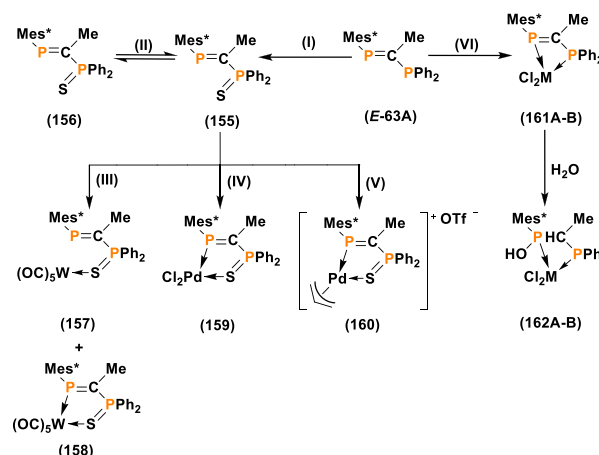 Mes* Me
P=C
PPh2
S
(156)
(II)
Mes* Me
P=C
PPh2
S
(155)
(I)
Mes* Me
P=C
PPh2
(E-63A)
(VI)
Mes* Me
P=C
PPh2
Cl2M
(161A-B)
(III)
(IV)
(V)
H2O
Mes* Me
P=C
PPh2
(OC)5W S
(157)
Mes* Me
P=C
PPh2
Cl2Pd S
(159)
+ OTf −
Mes* Me
P=C
PPh2
Pd S
(160)
Mes* Me
P HC
HO PPh2
Cl2M
(162A-B)
+
Mes* Me
P=C
PPh2
(OC)5W S
(158)